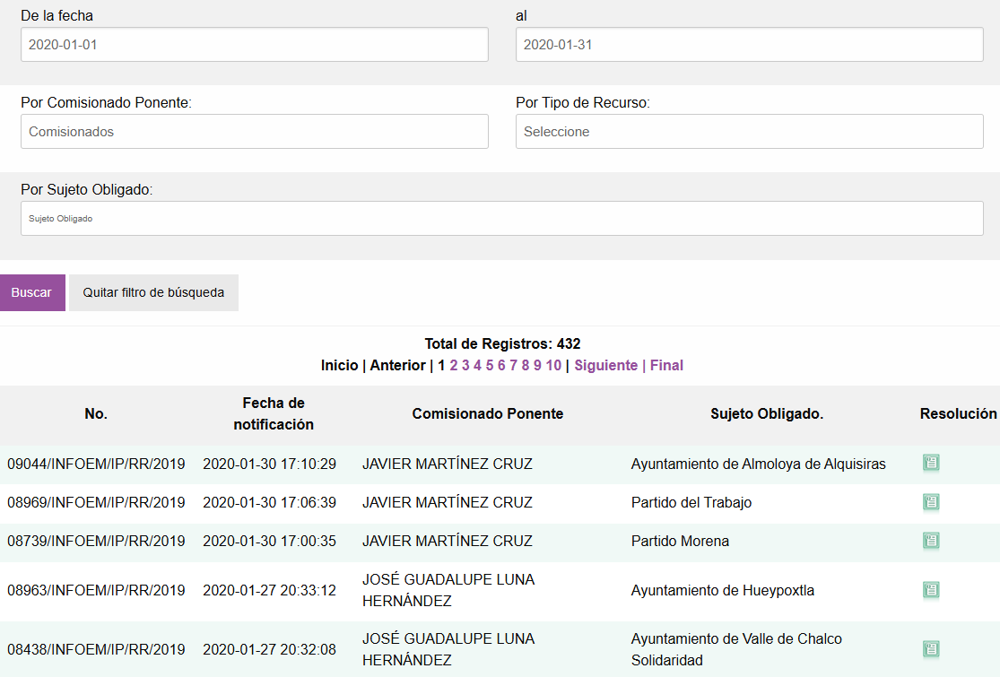 De la fecha al
2020-01-01 2020-01-31
Por Comisionado Ponente: Por Tipo de Recurso:
Comisionados Seleccione
Por Sujeto Obligado:
Sujeto Obligado
Buscar Quitar filtro de búsqueda
Total de Registros: 432
Inicio | Anterior | 1 2 3 4 5 6 7 8 9 10 | Siguiente | Final
No. Fecha de notificación Comisionado Ponente Sujeto Obligado. Resolución
09044/INFOEM/IP/RR/2019 2020-01-30 17:10:29 JAVIER MARTÍNEZ CRUZ Ayuntamiento de Almoloya de Alquisiras
08969/INFOEM/IP/RR/2019 2020-01-30 17:06:39 JAVIER MARTÍNEZ CRUZ Partido del Trabajo
08739/INFOEM/IP/RR/2019 2020-01-30 17:00:35 JAVIER MARTÍNEZ CRUZ Partido Morena
08963/INFOEM/IP/RR/2019 2020-01-27 20:33:12 JOSÉ GUADALUPE LUNA HERNÁNDEZ Ayuntamiento de Hueypoxtla
08438/INFOEM/IP/RR/2019 2020-01-27 20:32:08 JOSÉ GUADALUPE LUNA HERNÁNDEZ Ayuntamiento de Valle de Chalco Solidaridad